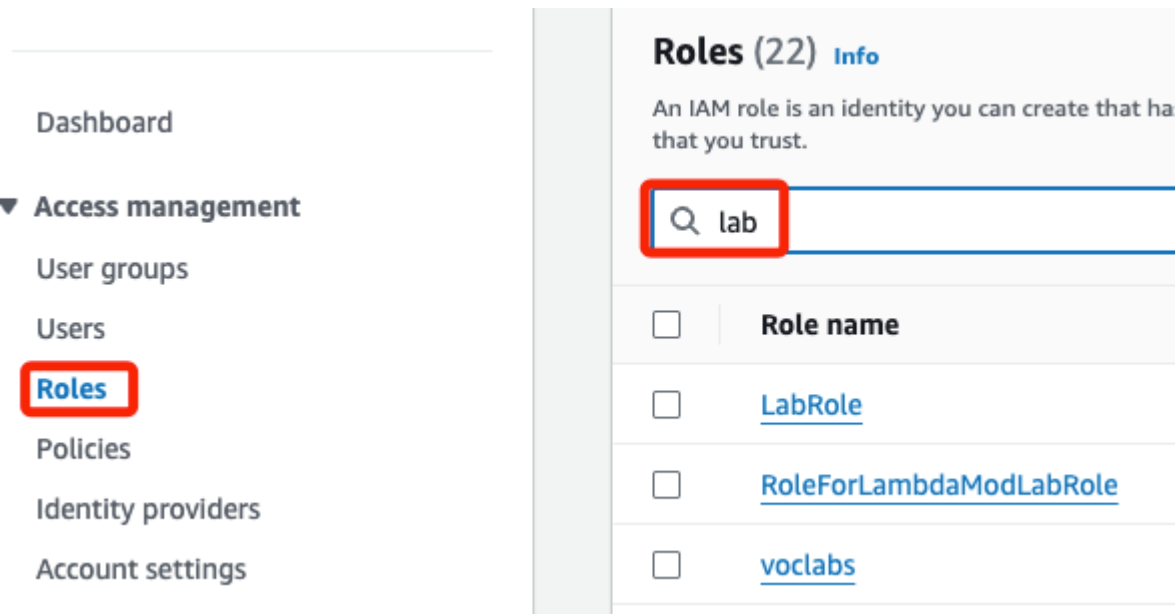 Dashboard
Access management
User groups
Users
Roles
Policies
Identity providers
Account settings
Roles (22) Info
An IAM role is an identity you can create that
that you trust.
lab
Role name
LabRole
RoleForLambdaModLabRole
voclabs